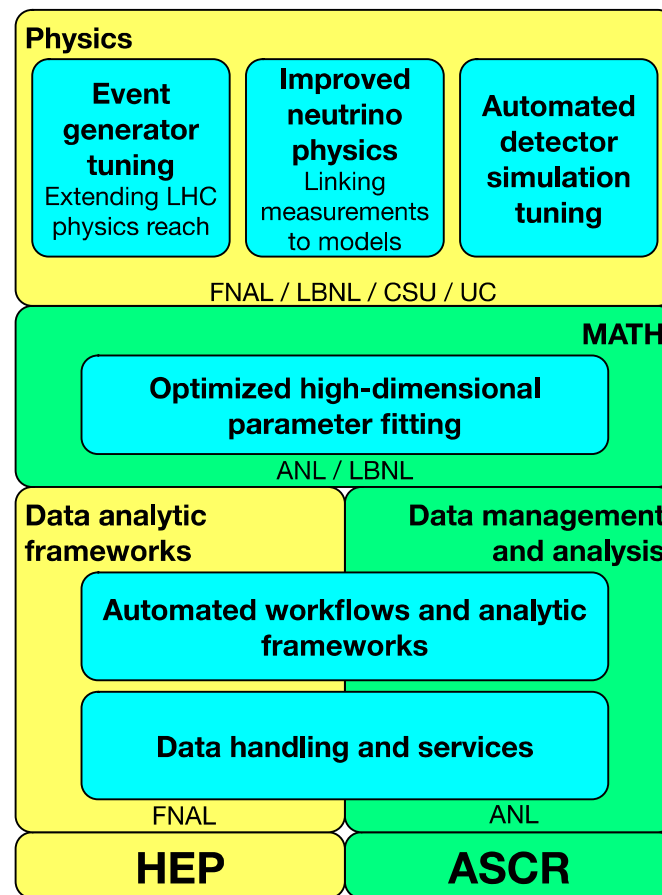 Physics
Event
generator
tuning
Extending LHC
physics reach
Improved
neutrino
physics
Linking
measurements
to models
Automated
detector
simulation
tuning
FNAL / LBNL / CSU / UC
MATH
Optimized high-dimensional
parameter fitting
ANL / LBNL
Data analytic
frameworks
Data management
and analysis
Automated workflows and analytic
frameworks
Data handling and services
FNAL
ANL
HEP
ASCR